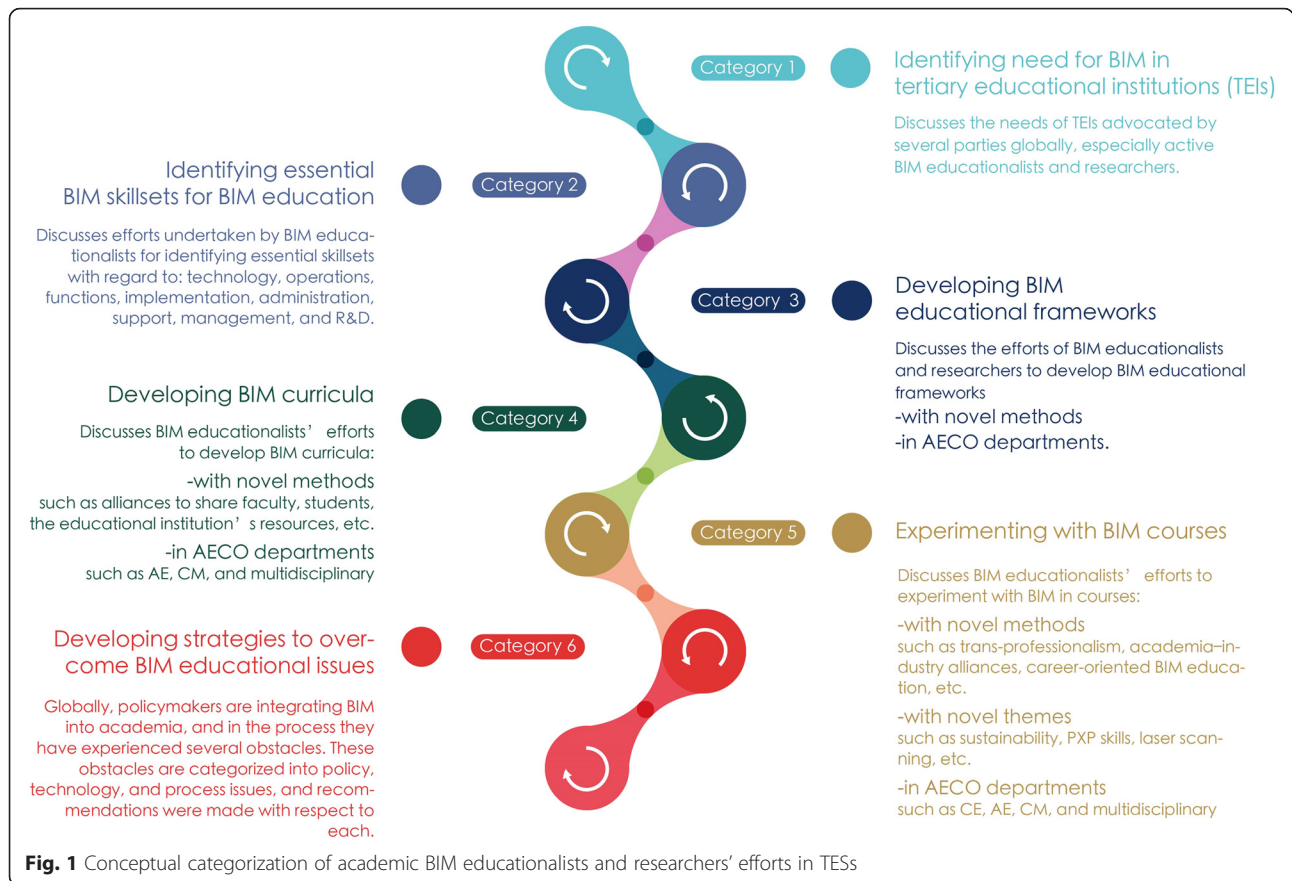 Category 1
Identifying need for BIM in
tertiary educational institutions (TEIs)
Discusses the needs of TEIs advocated by
several parties globally, especially active
BIM educationalists and researchers.
Identifying essential
BIM skillsets for BIM education
Category 2
Discusses efforts undertaken by BIM educa-
tionalists for identifying essential skillsets
with regard to: technology, operations,
functions, implementation, administration,
support, management, and R&D.
Category 3
Developing BIM
educational frameworks
Discusses the efforts of BIM educationalists
and researchers to develop BIM educational
frameworks
-with novel methods
-in AECO departments.
Developing BIM curricula
Category 4
Discusses BIM educationalists’ efforts
to develop BIM curricula:
-with novel methods
such as alliances to share faculty, students,
the educational institution’s resources, etc.
-in AECO departments
such as AE, CM, and multidisciplinary
Category 5
Experimenting with BIM courses
Discusses BIM educationalists’ efforts to
experiment with BIM in courses:
-with novel methods
such as trans-professionalism, academia–in-
dustry alliances, career-oriented BIM educa-
tion, etc.
-with novel themes
such as sustainability, PXP skills, laser scan-
ning, etc.
-in AECO departments
such as CE, AE, CM, and multidisciplinary
Developing strategies to over-
come BIM educational issues
Category 6
Globally, policymakers are integrating BIM
into academia, and in the process they
have experienced several obstacles. These
obstacles are categorized into policy,
technology, and process issues, and recom-
mendations were made with respect to
each.
Fig. 1 Conceptual categorization of academic BIM educationalists and researchers’ efforts in TESs